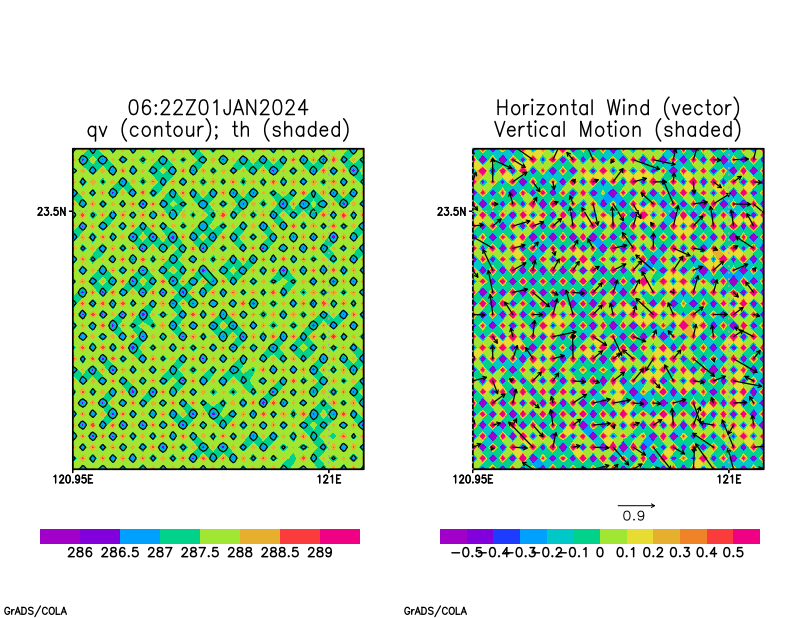 06:22Z01JAN2024
qv (contour); th (shaded)
23.5N
120.95E 121E
286 286.5 287 287.5 288 288.5 289
GrADS/COLA
Horizontal Wind (vector)
Vertical Motion (shaded)
23.5N
120.95E 121E
0.9
-0.5 -0.4 -0.3 -0.2 -0.1 0 0.1 0.2 0.3 0.4 0.5
GrADS/COLA